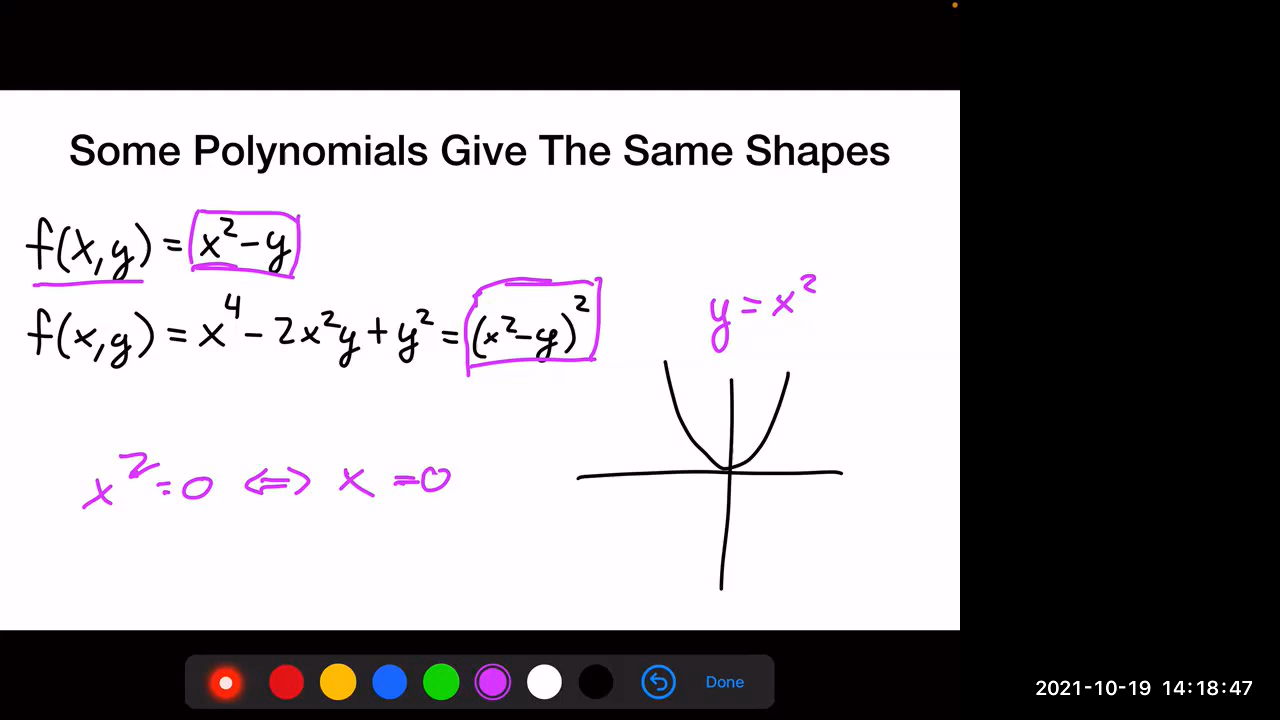 Some Polynomials Give The Same Shapes
f(x,y) = x² - y
f(x,y) = x⁴ - 2x²y + y² = (x² - y)²
y = x²
x² = 0 ⇔ x = 0
Done
2021-10-19 14:18:47